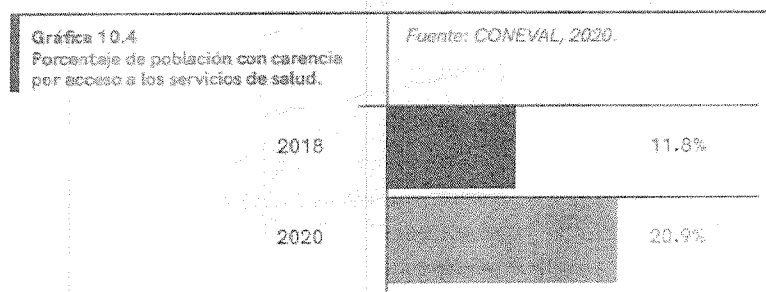 Gráfica 10.4
Porcentaje de población con carencia
por acceso a los servicios de salud.
Fuente: CONEVAL, 2020.
2018
11.8%
2020
20.9%